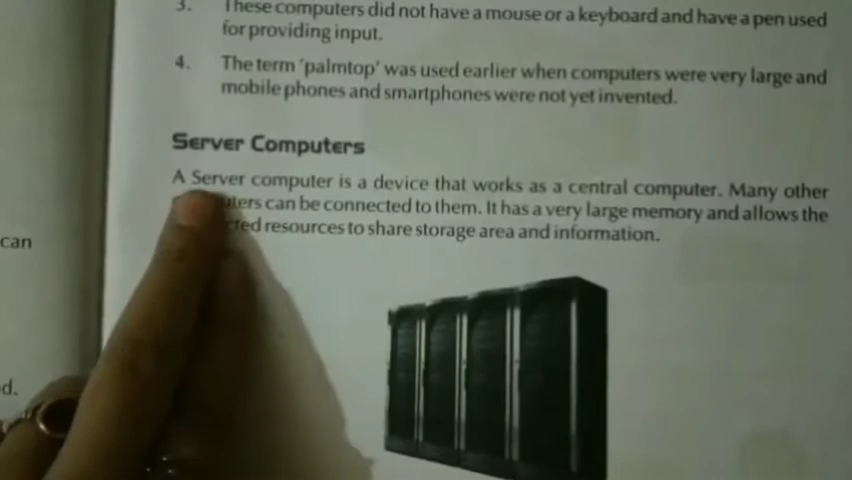 3. These computers did not have a mouse or a keyboard and have a pen used
for providing input.
4. The term 'palmtop' was used earlier when computers were very large and
mobile phones and smartphones were not yet invented.
Server Computers
A Server computer is a device that works as a central computer. Many other
can be connected to them. It has a very large memory and allows the
resources to share storage area and information.
can